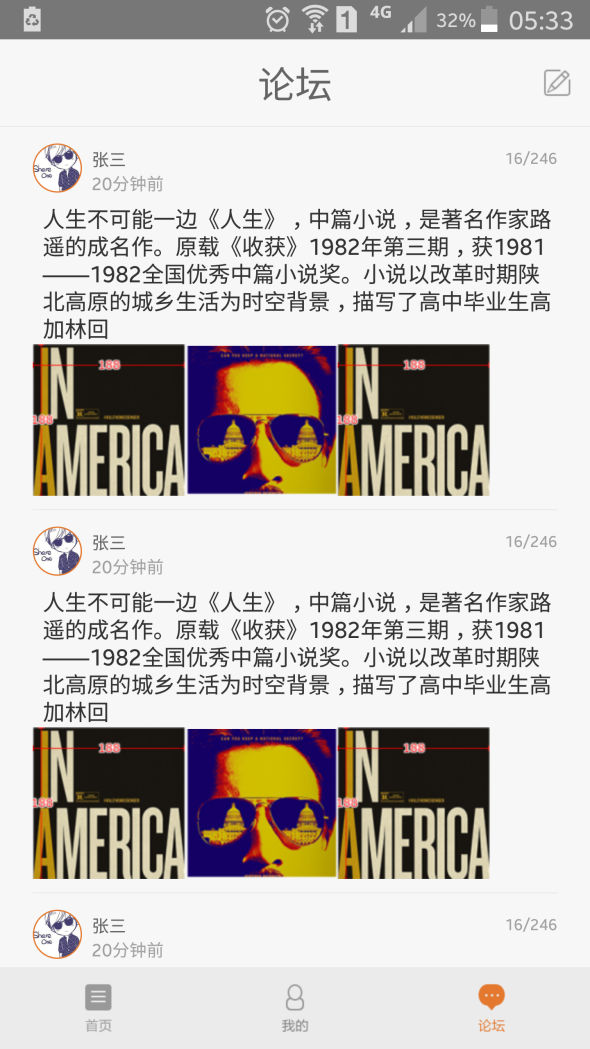 1 4G 32% 05:33
论坛
张三 16/246
20分钟前
Share
One
人生不可能一边《人生》，中篇小说，是著名作家路
遥的成名作。原载《收获》1982年第三期，获1981
——1982全国优秀中篇小说奖。小说以改革时期陕
北高原的城乡生活为时空背景，描写了高中毕业生高
加林回
IN
188
188
AMERICA
CAN YOU KEEP A NATIONAL SECRET?
IN
188
188
AMERICA
张三 16/246
20分钟前
Share
One
人生不可能一边《人生》，中篇小说，是著名作家路
遥的成名作。原载《收获》1982年第三期，获1981
——1982全国优秀中篇小说奖。小说以改革时期陕
北高原的城乡生活为时空背景，描写了高中毕业生高
加林回
IN
188
188
AMERICA
CAN YOU KEEP A NATIONAL SECRET?
IN
188
188
AMERICA
张三 16/246
20分钟前
Share
One
首页 我的 论坛